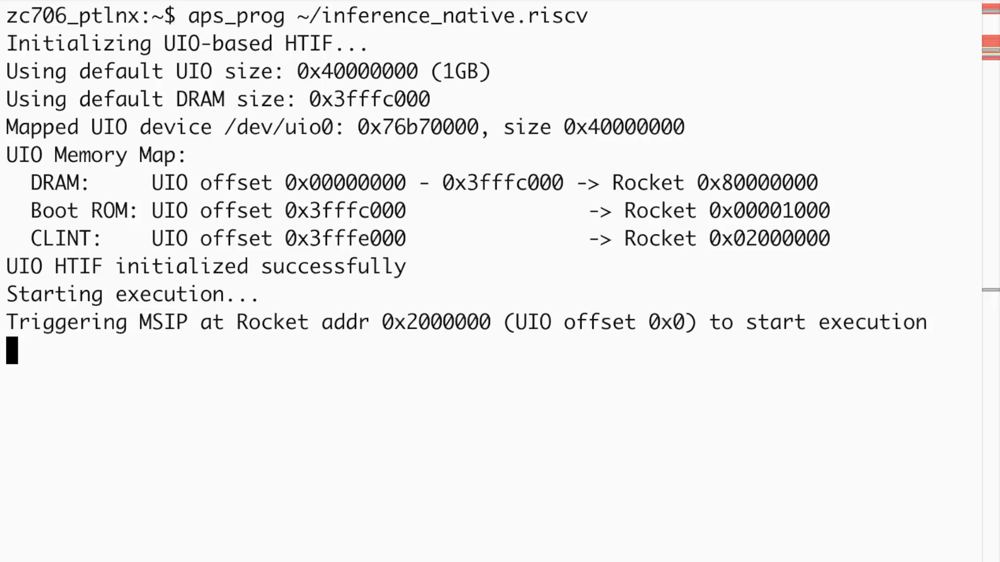 zc706_ptlnx:~$ aps_prog ~/inference_native.riscv
Initializing UIO-based HTIF...
Using default UIO size: 0x40000000 (1GB)
Using default DRAM size: 0x3fffc000
Mapped UIO device /dev/uio0: 0x76b70000, size 0x40000000
UIO Memory Map:
  DRAM:     UIO offset 0x00000000 - 0x3fffc000 -> Rocket 0x80000000
  Boot ROM: UIO offset 0x3fffc000               -> Rocket 0x00001000
  CLINT:    UIO offset 0x3fffe000               -> Rocket 0x02000000
UIO HTIF initialized successfully
Starting execution...
Triggering MSIP at Rocket addr 0x2000000 (UIO offset 0x0) to start execution